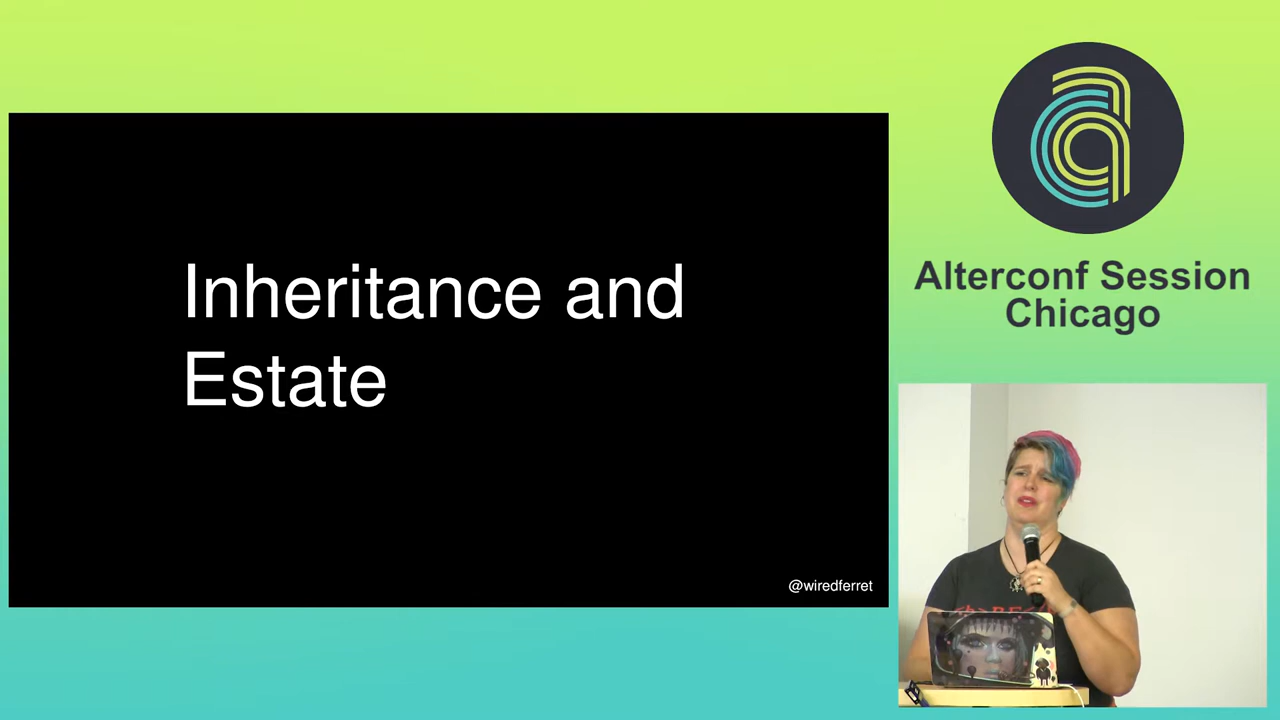 Inheritance and
Estate
@wiredferret
Alterconf Session
Chicago